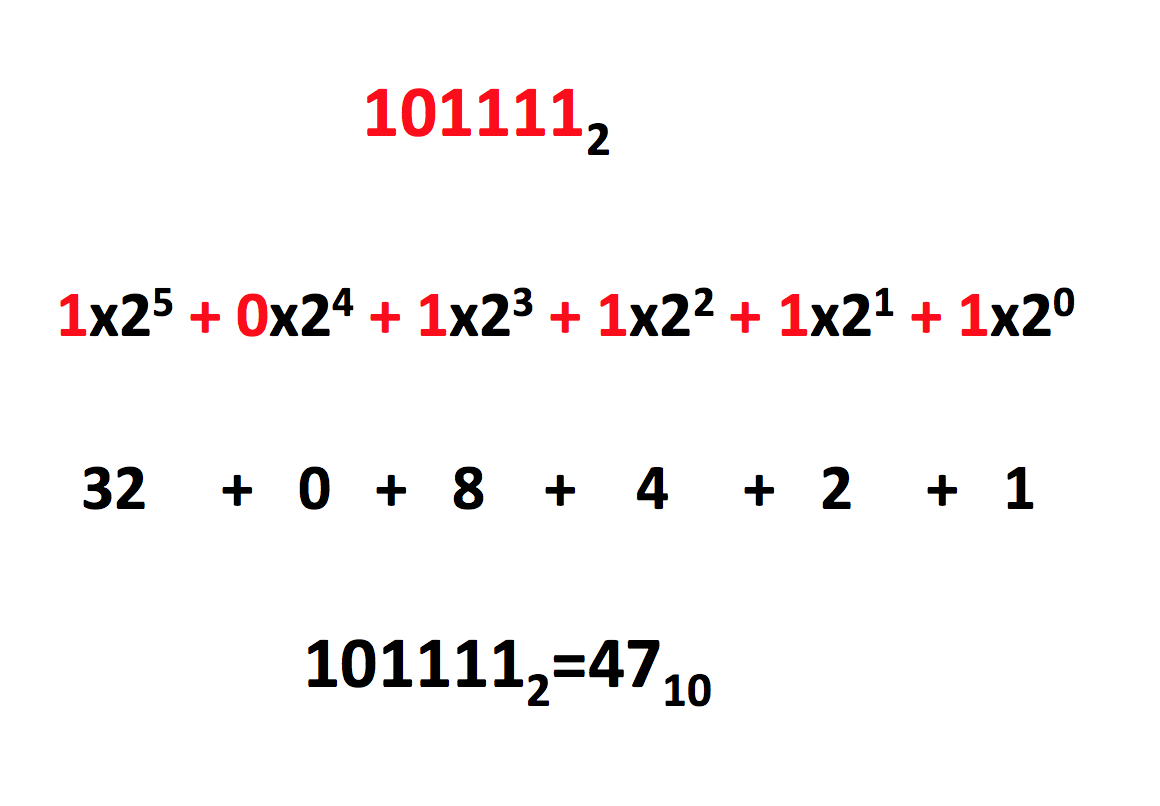 101111₂
1x2⁵ + 0x2⁴ + 1x2³ + 1x2² + 1x2¹ + 1x2⁰
32 + 0 + 8 + 4 + 2 + 1
101111₂=47₁₀